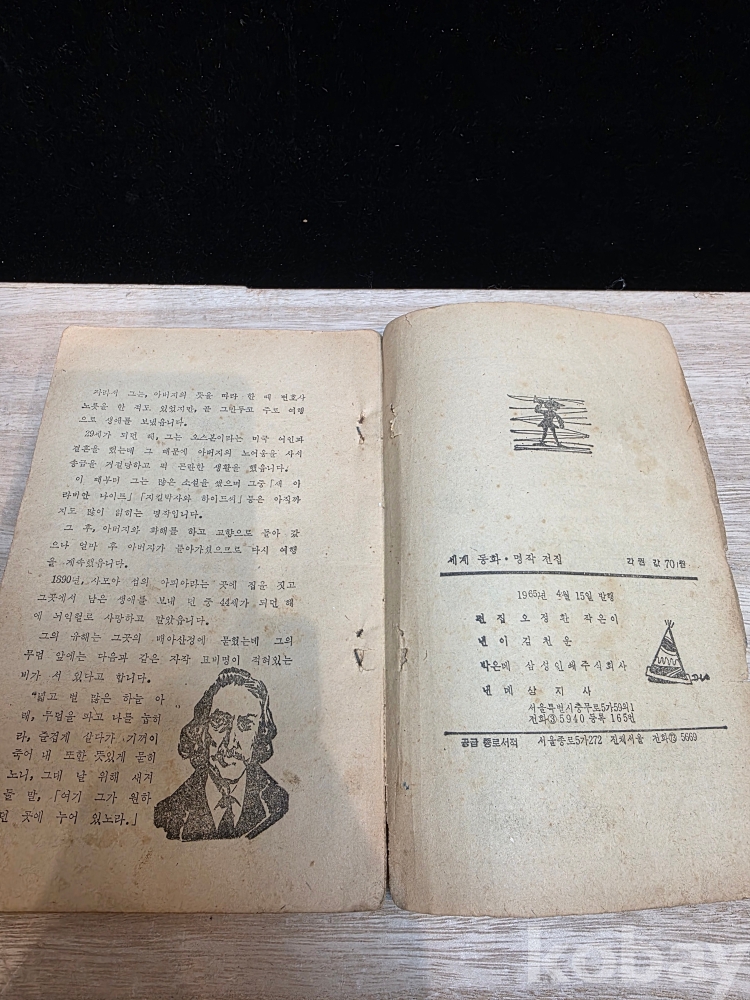 따라서 그는, 아버지의 뜻을 따라 한 때 변호사
노릇을 한 적도 있었지만, 곧 그만두고 주로 여행
으로 생애를 보냈읍니다.
29세가 되던 해, 그는 오스본이라는 미국 여인과
결혼을 했는데 그 때문에 아버지의 노여움을 사서
송금을 거절당하고 퍽 곤란한 생활을 했읍니다.
이 때부터 그는 많은 소설을 썼으며 그중 「새 아
라비안 나이트」「지킬박사와 하이드씨」 등은 아직까
지도 많이 읽히는 명작입니다.
그 후, 아버지와 화해를 하고 고향으로 돌아 갔
으나 얼마 후 아버지가 돌아가셨으므로 다시 여행
을 계속했읍니다.
1890년, 사모아 섬의 아피아라는 곳에 집을 짓고
그곳에서 남은 생애를 보내 던 중 44세가 되던 해
에 뇌일혈로 사망하고 말았읍니다.
그의 유해는 그곳의 배아산정에 묻혔는데 그의
무덤 앞에는 다음과 같은 자작 묘비명이 적혀있는
비가 서 있다고 합니다.
"넓고 별 많은 하늘 아
래, 무덤을 파고 나를 눕히
라, 즐겁게 살다가 기꺼이
죽어 내 또한 뜻있게 묻히
노니, 그대 날 위해 새겨
둘 말, 「여기 그가 원하
던 곳에 누어 있노라.」
세계 동화·명작 전집 각권 값 70원
1965년 4월 15일 발행
편집 오정환 작은이
낸이 김천운
박은데 삼성인쇄주식회사
낸데 삼지사
서울특별시충무로5가59의1
전화③5940 등록 165번
공급 종로서적 서울종로5가272 전화 5669
kobay